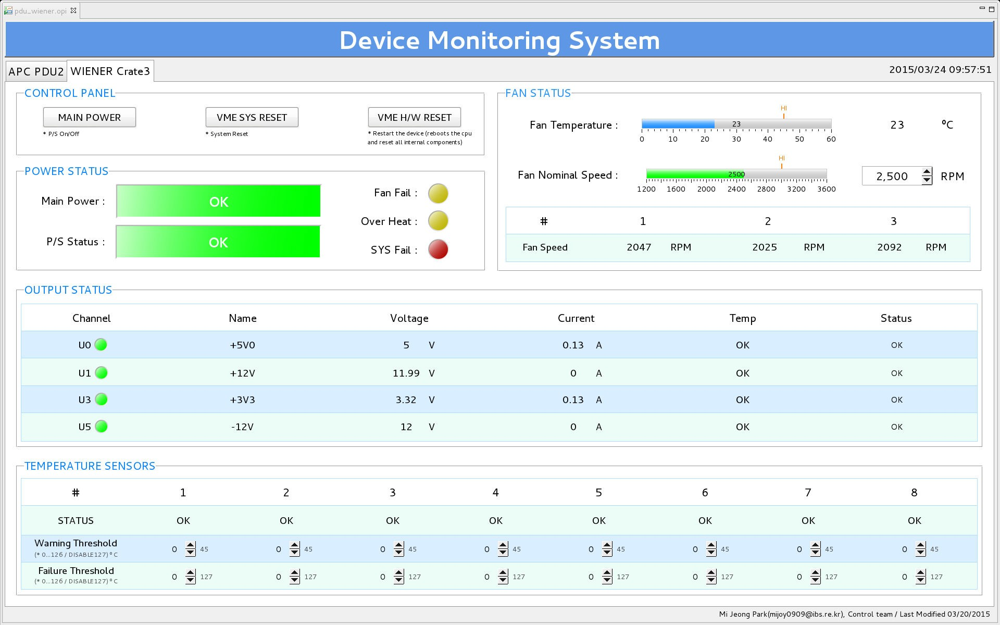 pdu_wiener.opi
Device Monitoring System
APC PDU2 WIENER Crate3 2015/03/24 09:57:51
CONTROL PANEL
MAIN POWER VME SYS RESET VME H/W RESET
* P/S On/Off * System Reset * Restart the device (reboots the cpu
and reset all internal components)
FAN STATUS
HI
Fan Temperature : 23 23 ⁰C
0 10 20 30 40 50 60
HI
Fan Nominal Speed : 2500 2,500 RPM
1200 1600 2000 2400 2800 3200 3600
# 1 2 3
Fan Speed 2047 RPM 2025 RPM 2092 RPM
POWER STATUS
Main Power : OK
P/S Status : OK
Fan Fail :
Over Heat :
SYS Fail :
OUTPUT STATUS
Channel Name Voltage Current Temp Status
U0 +5V0 5 V 0.13 A OK OK
U1 +12V 11.99 V 0 A OK OK
U3 +3V3 3.32 V 0.13 A OK OK
U5 -12V 12 V 0 A OK OK
TEMPERATURE SENSORS
# 1 2 3 4 5 6 7 8
STATUS OK OK OK OK OK OK OK OK
Warning Threshold
(* 0...126 / DISABLE127) ⁰ C
0 45 0 45 0 45 0 45 0 45 0 45 0 45 0 45
Failure Threshold
(* 0...126 / DISABLE127) ⁰ C
0 127 0 127 0 127 0 127 0 127 0 127 0 127 0 127
Mi Jeong Park(mijoy0909@ibs.re.kr), Control team / Last Modified 03/20/2015